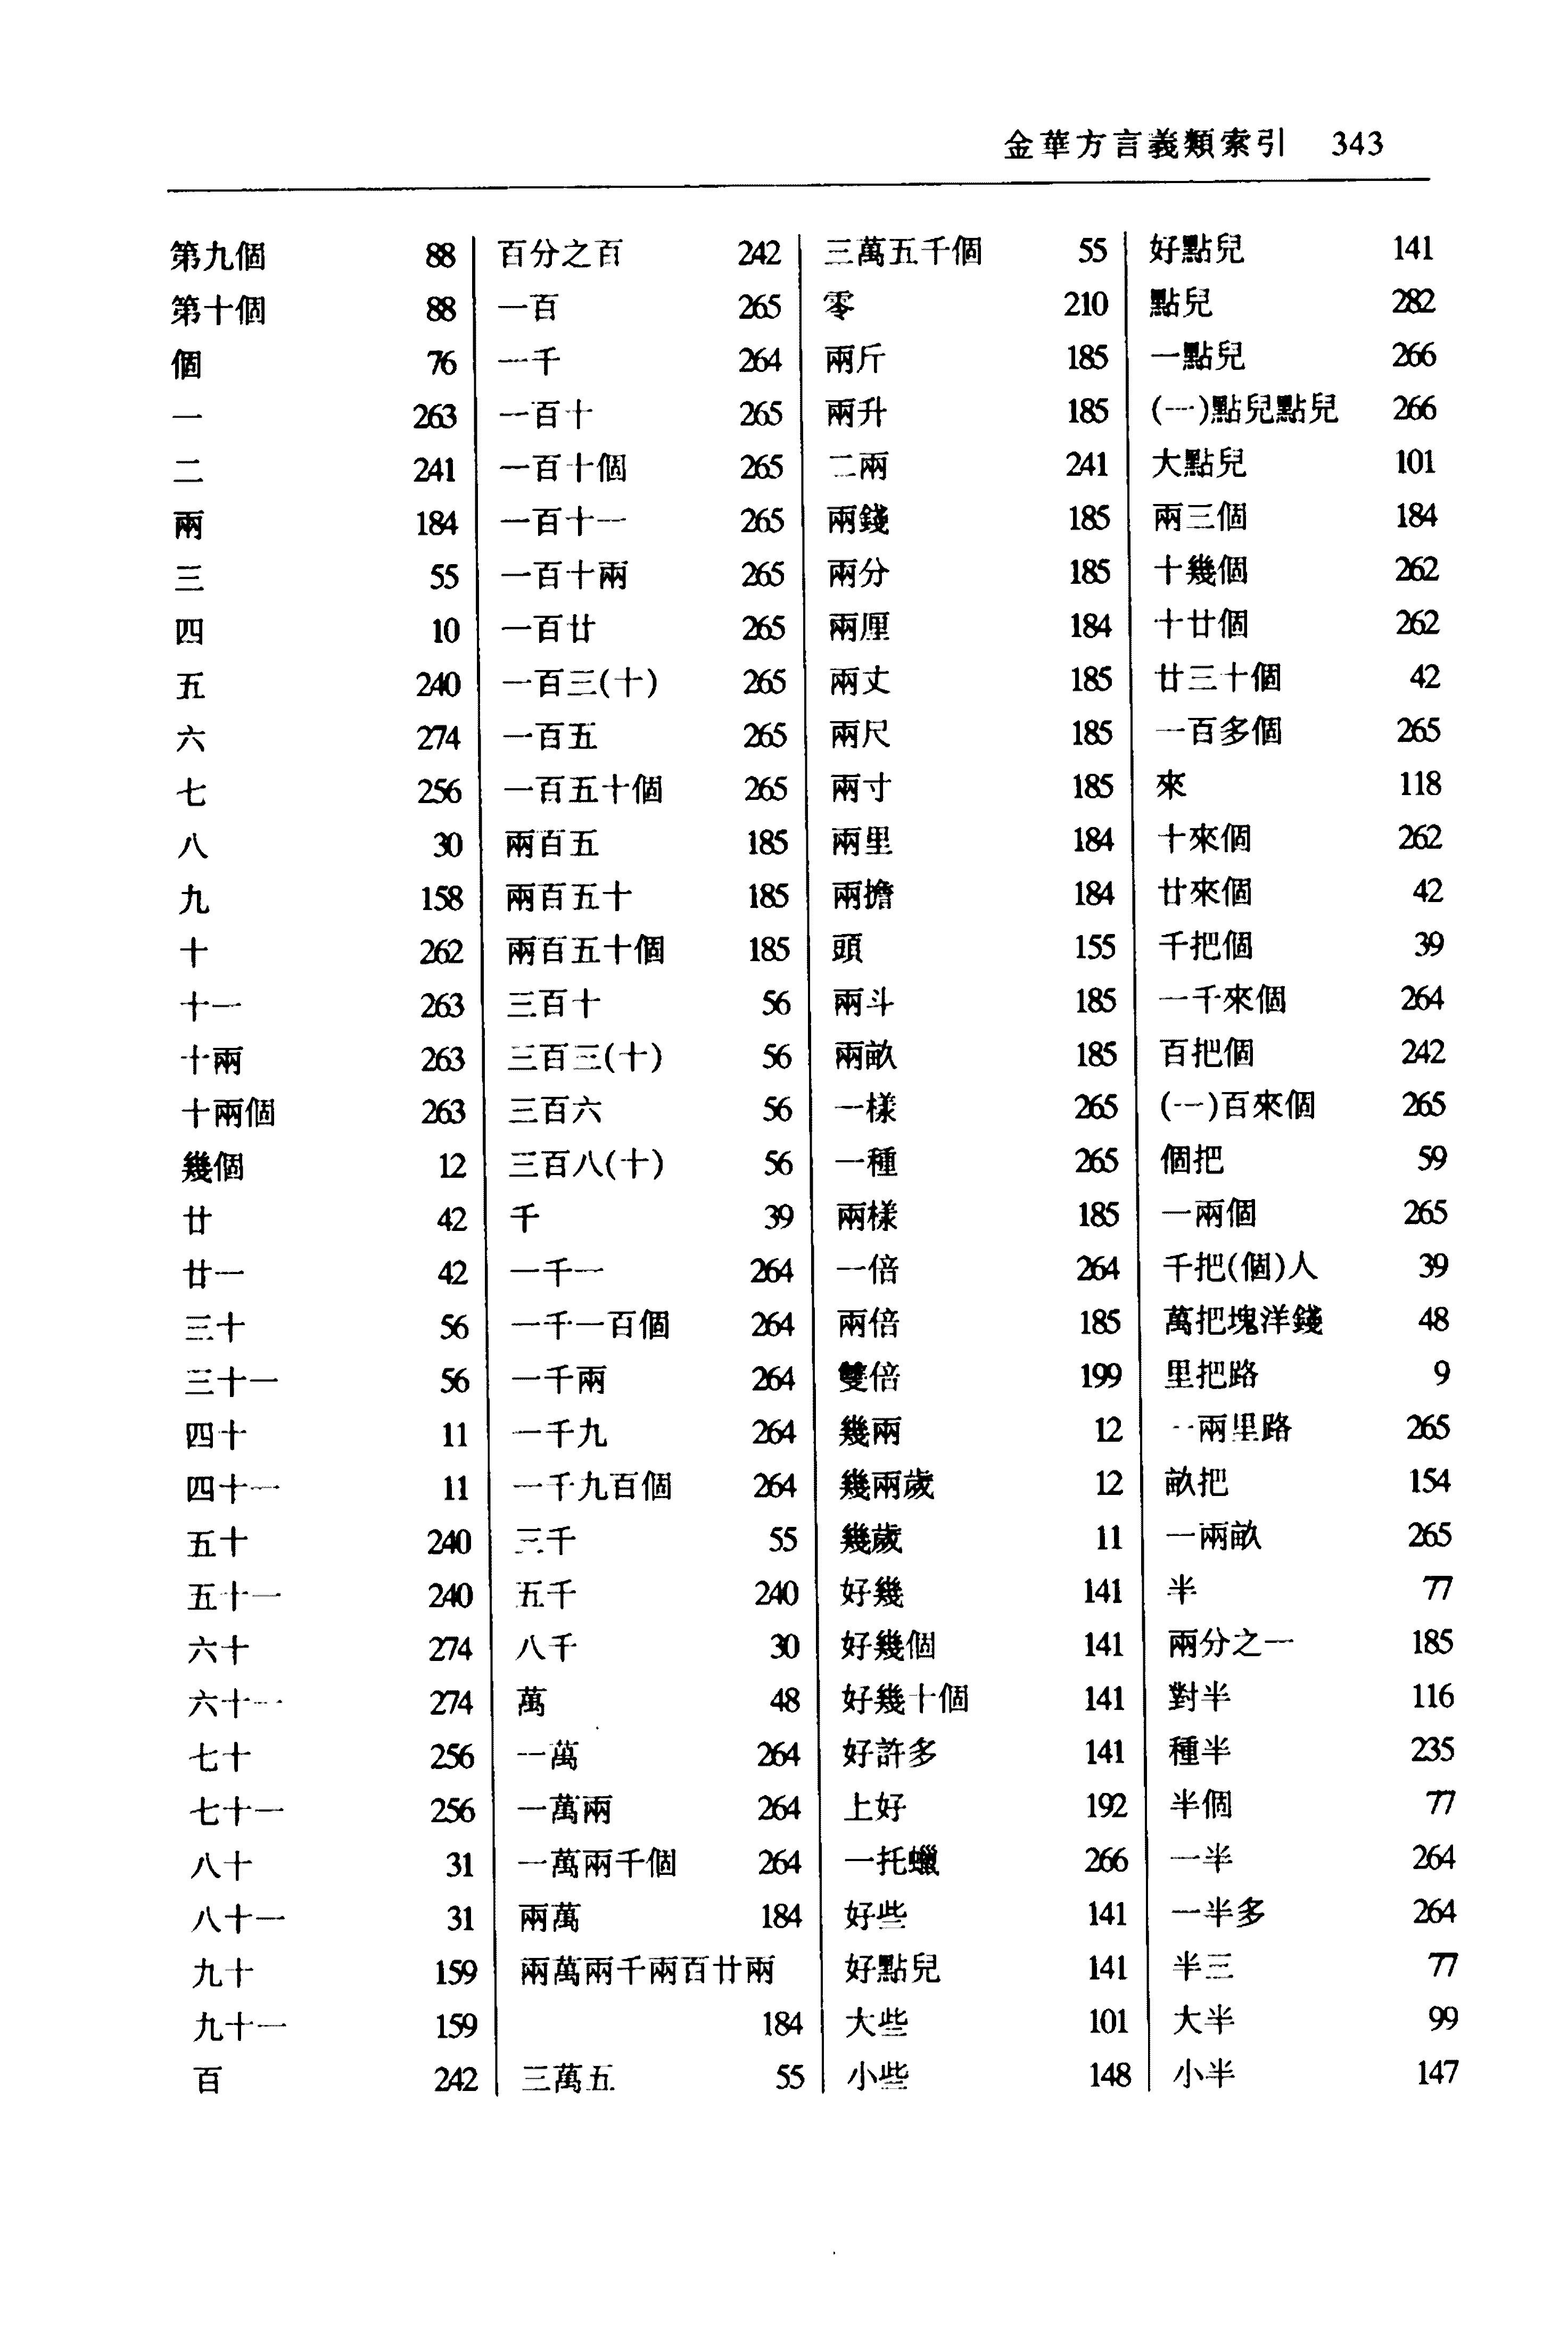 金華方言義類索引 343
第九個 88
第十個 88
個 76
一 263
二 241
兩 184
三 55
四 10
五 240
六 274
七 256
八 30
九 158
十 262
十一 263
十兩 263
十兩個 263
幾個 12
廿 42
廿一 42
三十 56
三十一 56
四十 11
四十一 11
五十 240
五十一 240
六十 274
六十一 274
七十 256
七十一 256
八十 31
八十一 31
九十 159
九十一 159
百 242
百分之百 242
一百 265
一千 264
一百十 265
一百十個 265
一百十一 265
一百十兩 265
一百廿 265
一百三(十) 265
一百五 265
一百五十個 265
兩百五 185
兩百五十 185
兩百五十個 185
三百十 56
三百三(十) 56
三百六 56
三百八(十) 56
千 39
一千一 264
一千一百個 264
一千兩 264
一千九 264
一千九百個 264
三千 55
五千 240
八千 30
萬 48
一萬 264
一萬兩 264
一萬兩千個 264
兩萬 184
兩萬兩千兩百廿兩
184
三萬五 55
三萬五千個 55
零 210
兩斤 185
兩升 185
二兩 241
兩錢 185
兩分 185
兩厘 184
兩丈 185
兩尺 185
兩寸 185
兩里 184
兩擔 184
頭 155
兩斗 185
兩畝 185
一樣 265
一種 265
兩樣 185
一倍 264
兩倍 185
雙倍 199
幾兩 12
幾兩歲 12
幾歲 11
好幾 141
好幾個 141
好幾十個 141
好許多 141
上好 192
一托蠟 266
好些 141
好點兒 141
大些 101
小些 148
好點兒 141
點兒 282
一點兒 266
(一)點兒點兒 266
大點兒 101
兩三個 184
十幾個 262
十廿個 262
廿三十個 42
一百多個 265
來 118
十來個 262
廿來個 42
千把個 39
一千來個 264
百把個 242
(一)百來個 265
個把 59
一兩個 265
千把(個)人 39
萬把塊洋錢 48
里把路 9
一兩里路 265
畝把 154
一兩畝 265
半 77
兩分之一 185
對半 116
種半 235
半個 77
一半 264
一半多 264
半三 77
大半 99
小半 147